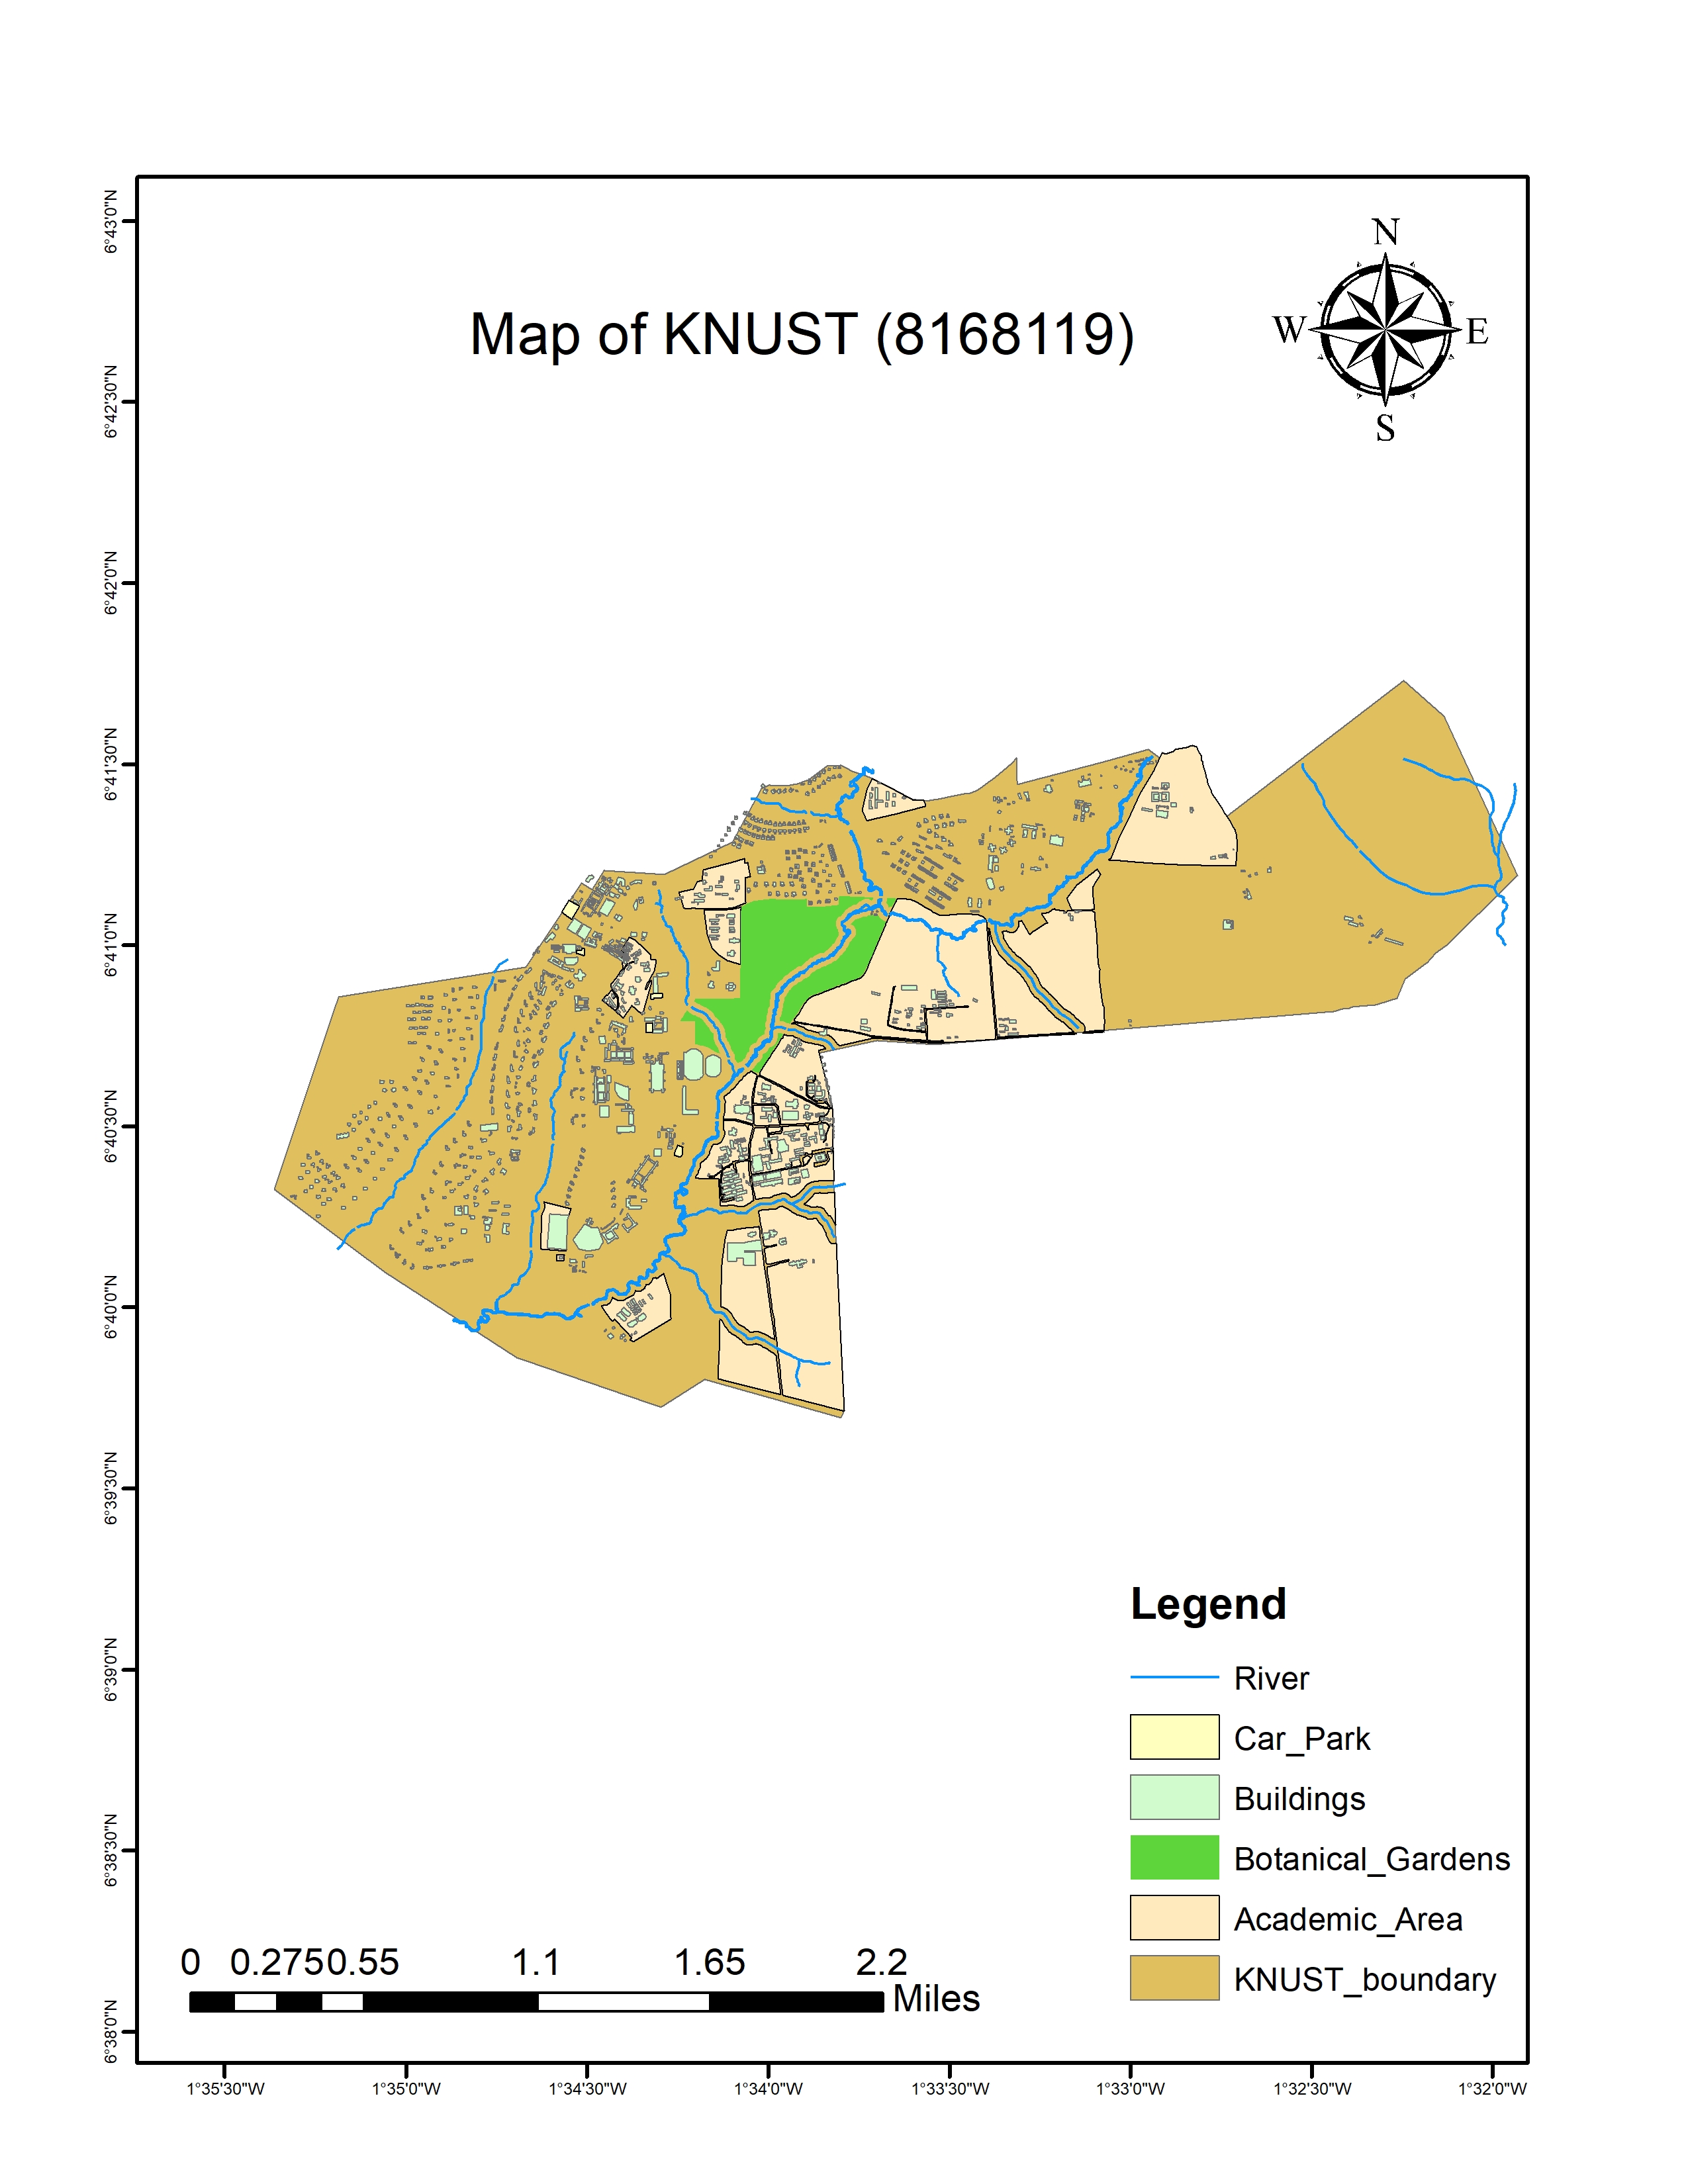 Map of KNUST (8168119)
N
W E
S
6°43'0"N
6°42'30"N
6°42'0"N
6°41'30"N
6°41'0"N
6°40'30"N
6°40'0"N
6°39'30"N
6°39'0"N
6°38'30"N
6°38'0"N
Legend
River
Car_Park
Buildings
Botanical_Gardens
Academic_Area
KNUST_boundary
0 0.275 0.55 1.1 1.65 2.2
Miles
1°35'30"W 1°35'0"W 1°34'30"W 1°34'0"W 1°33'30"W 1°33'0"W 1°32'30"W 1°32'0"W